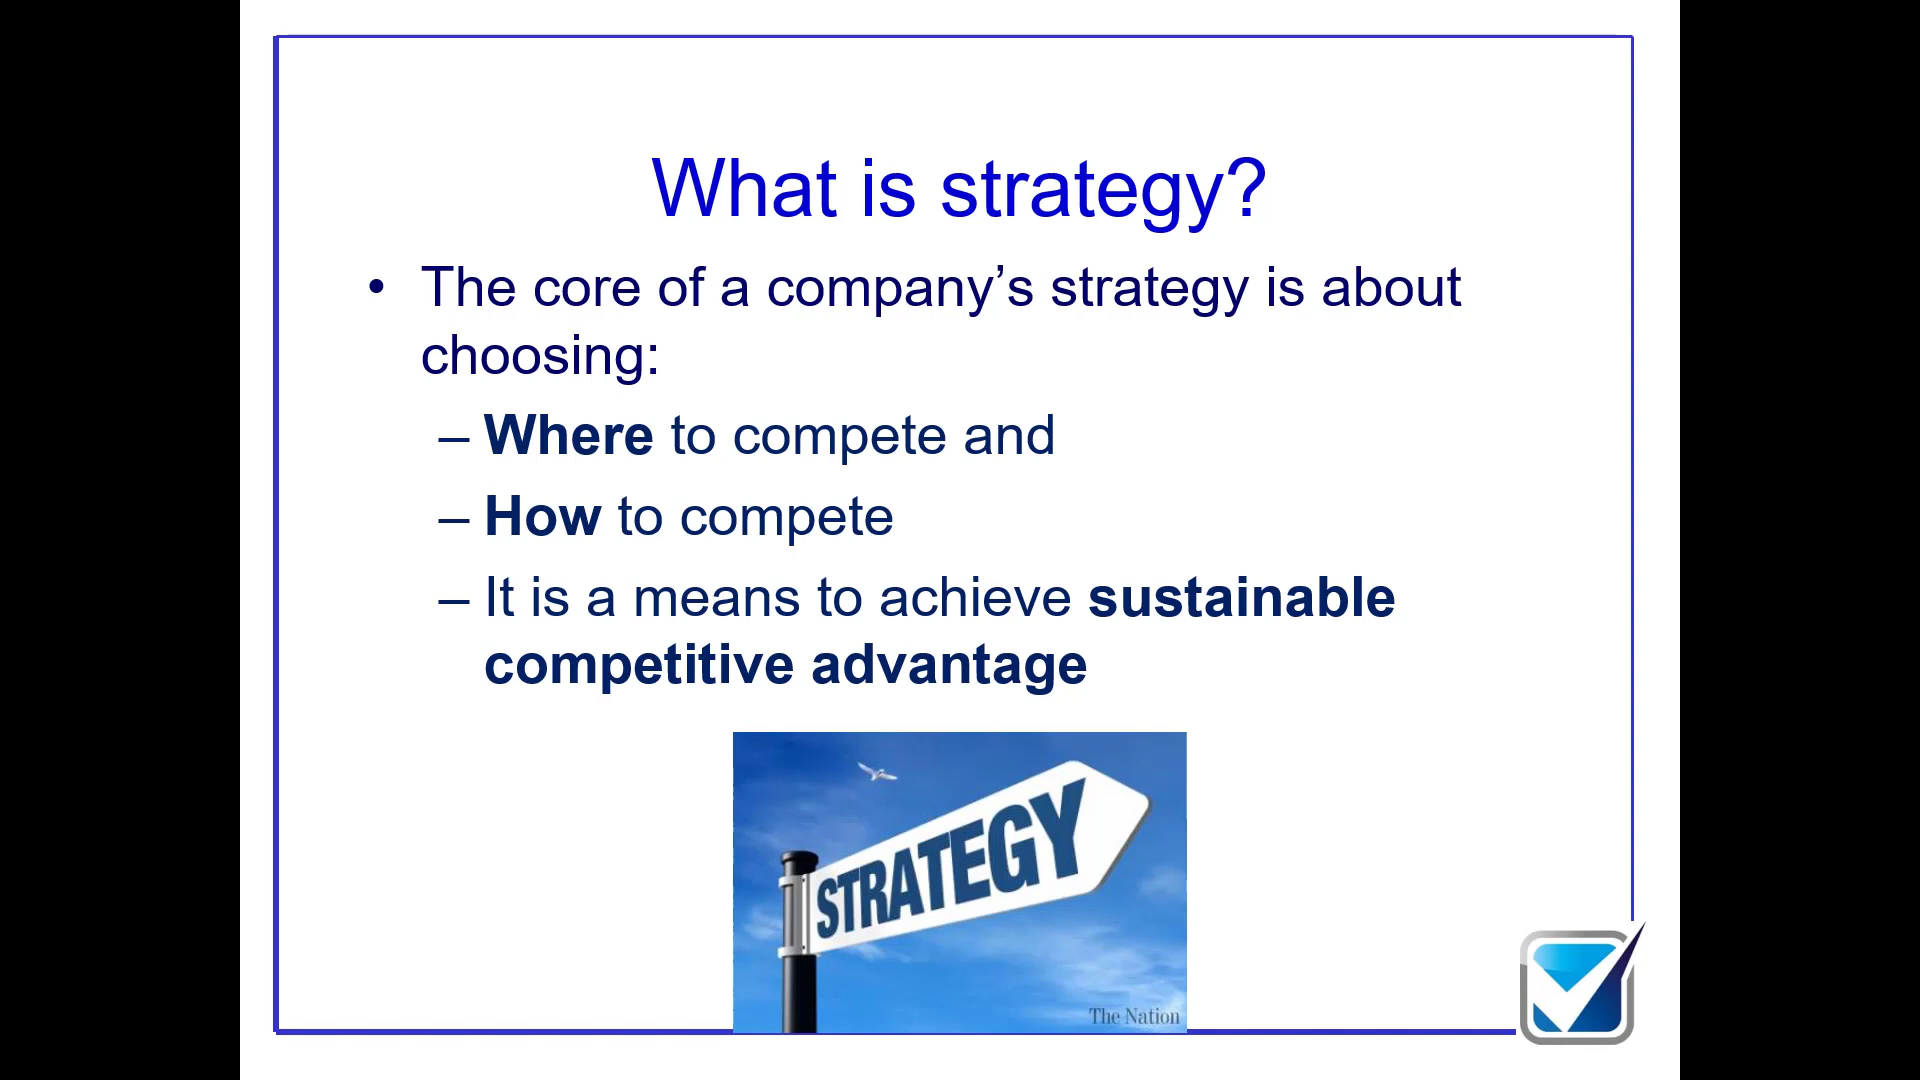 What is strategy?
• The core of a company’s strategy is about
choosing:
– Where to compete and
– How to compete
– It is a means to achieve sustainable
competitive advantage
STRATEGY
The Nation